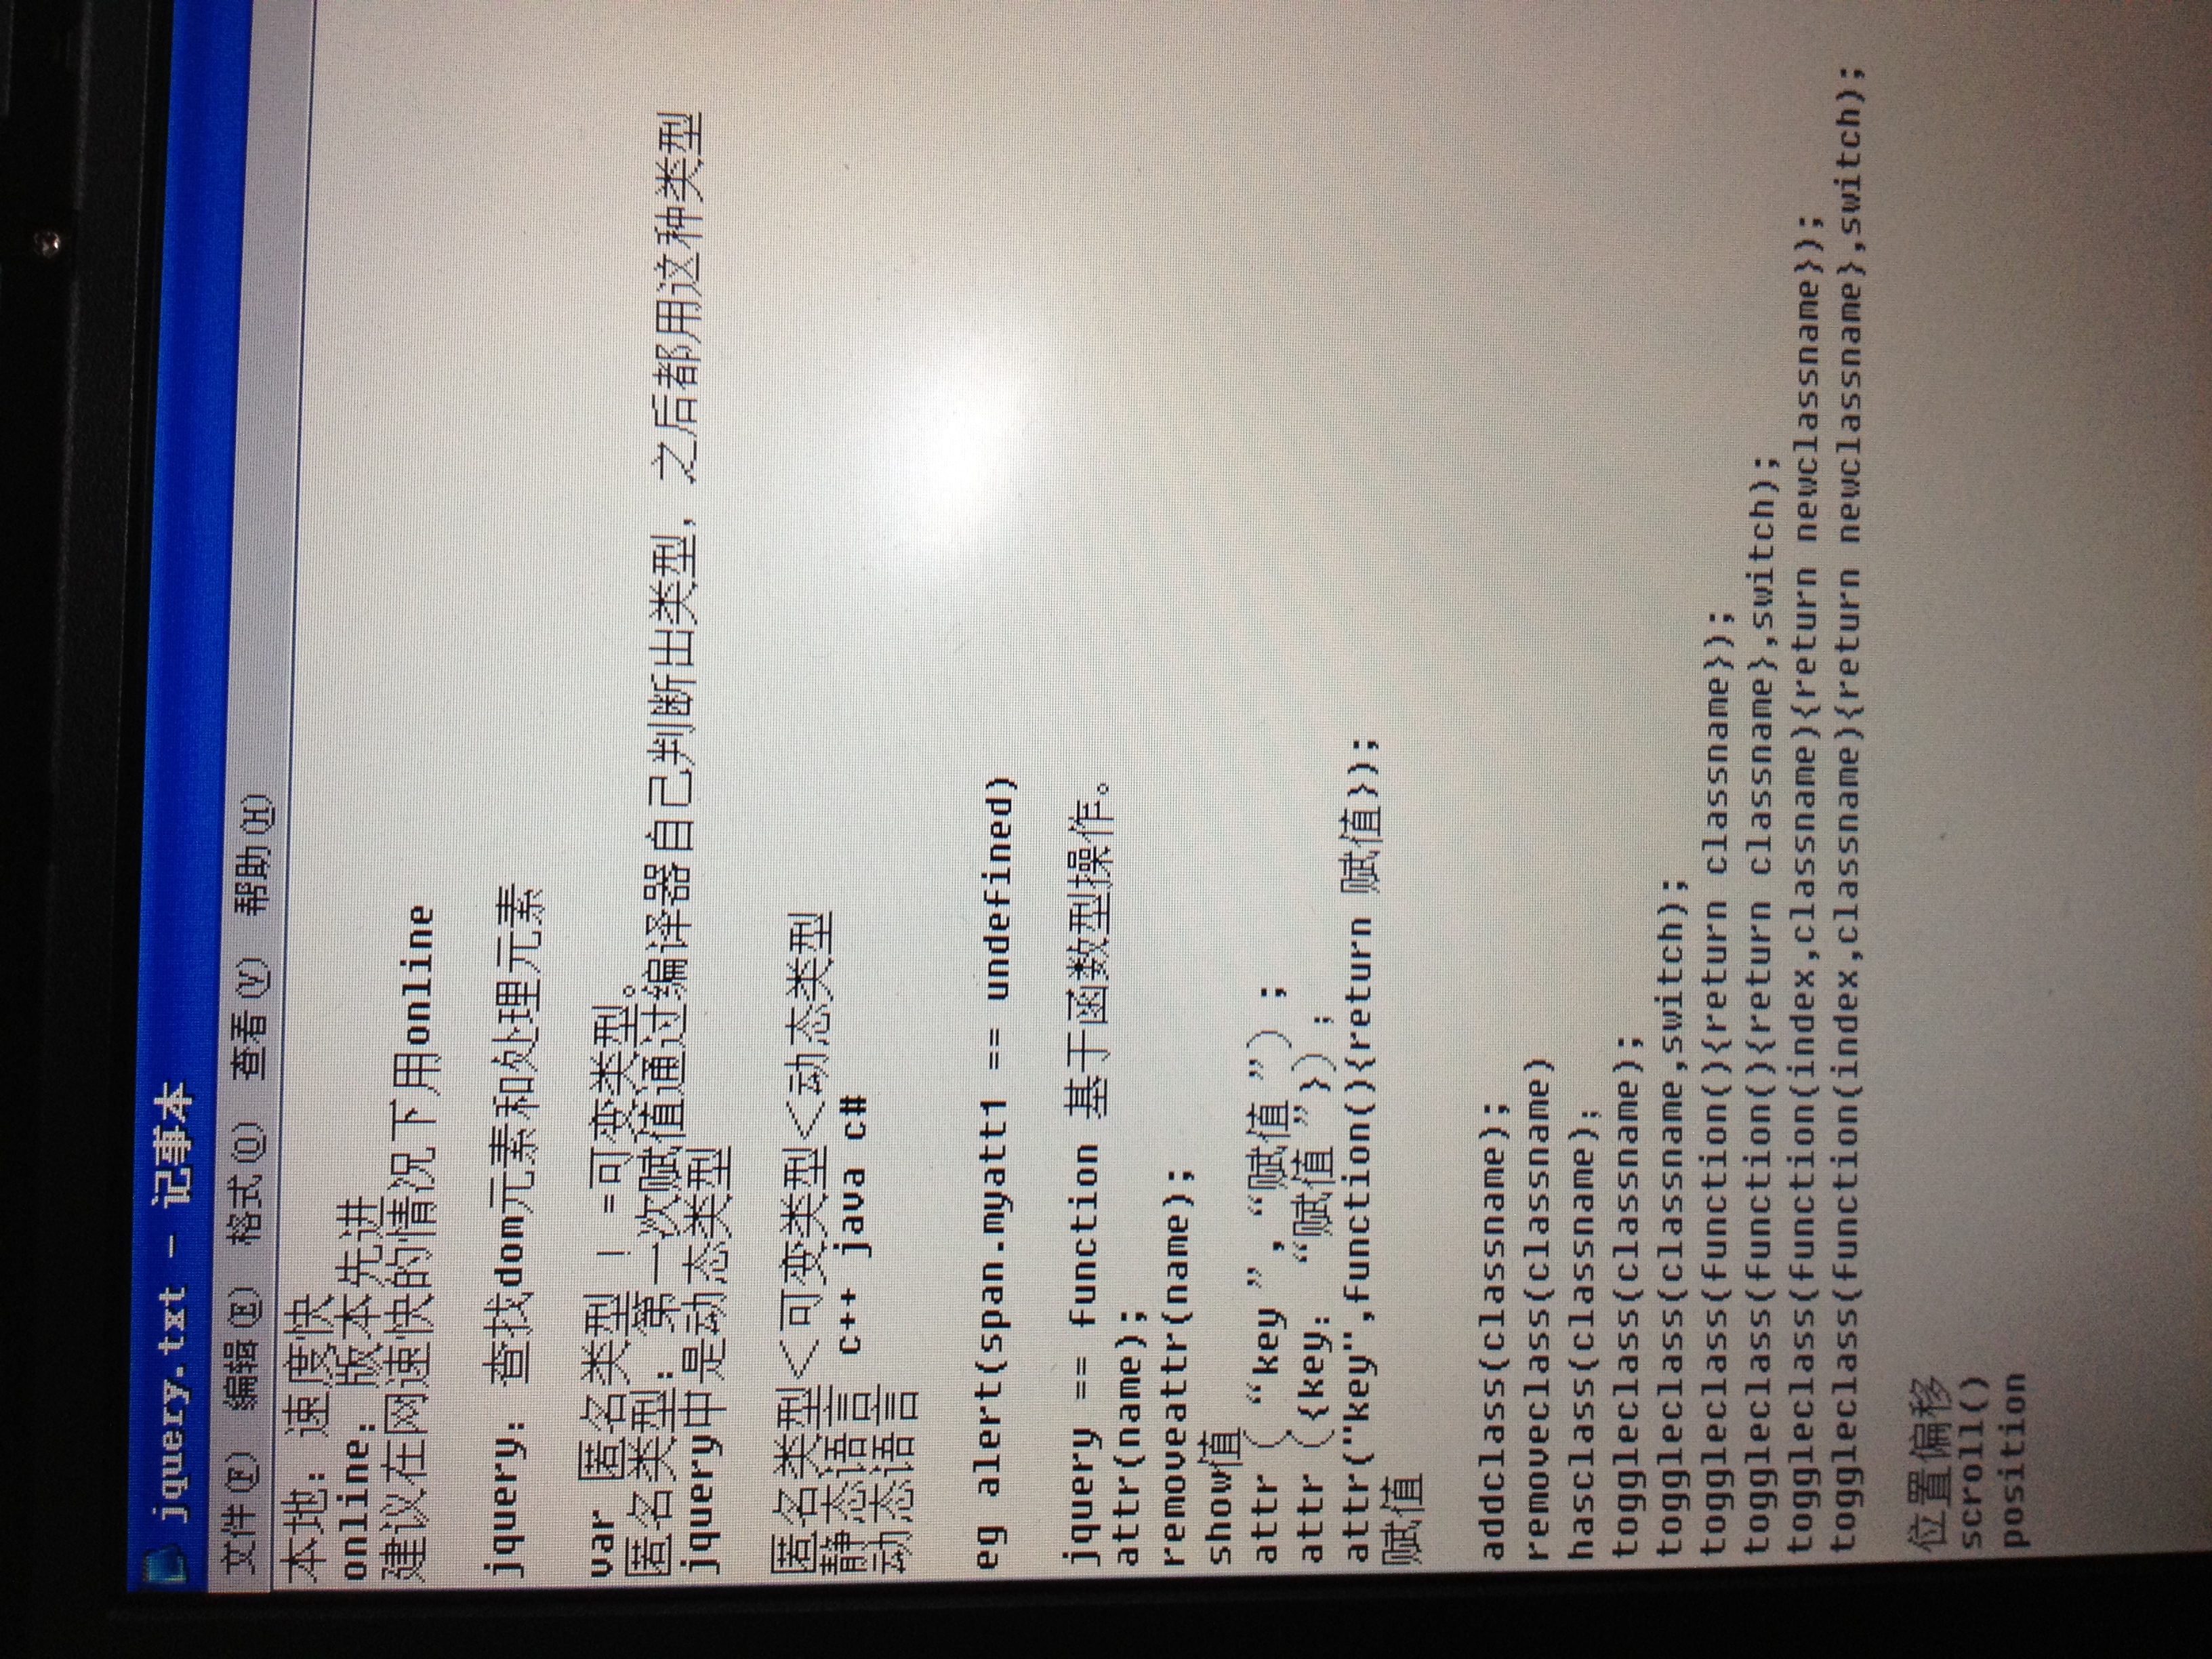 jquery.txt - 记事本
文件(F) 编辑(E) 格式(O) 查看(V) 帮助(H)
本地：速度快
online：版本先进
建议在网速快的情况下用online
jquery：查找dom元素和处理元素
var 匿名类型 ！=可变类型。
匿名类型：第一次赋值通过编译器自己判断出类型，之后都用这种类型
jquery中是动态类型
匿名类型＜可变类型＜动态类型
静态语言 c++ java c#
动态语言
eg alert(span.myatt1 == undefined)
jquery == function 基于函数型操作。
attr(name);
removeattr(name);
show值
attr（“key”，“赋值”）；
attr（{key：“赋值”}）；
attr("key",function(){return 赋值});
赋值
addclass(classname);
removeclass(classname)
hasclass(classname)；
toggleclass(classname);
toggleclass(classname,switch);
toggleclass(function(){return classname});
toggleclass(function(){return classname},switch);
toggleclass(function(index,classname){return newclassname});
toggleclass(function(index,classname){return newclassname},switch);
位置偏移
scroll()
position